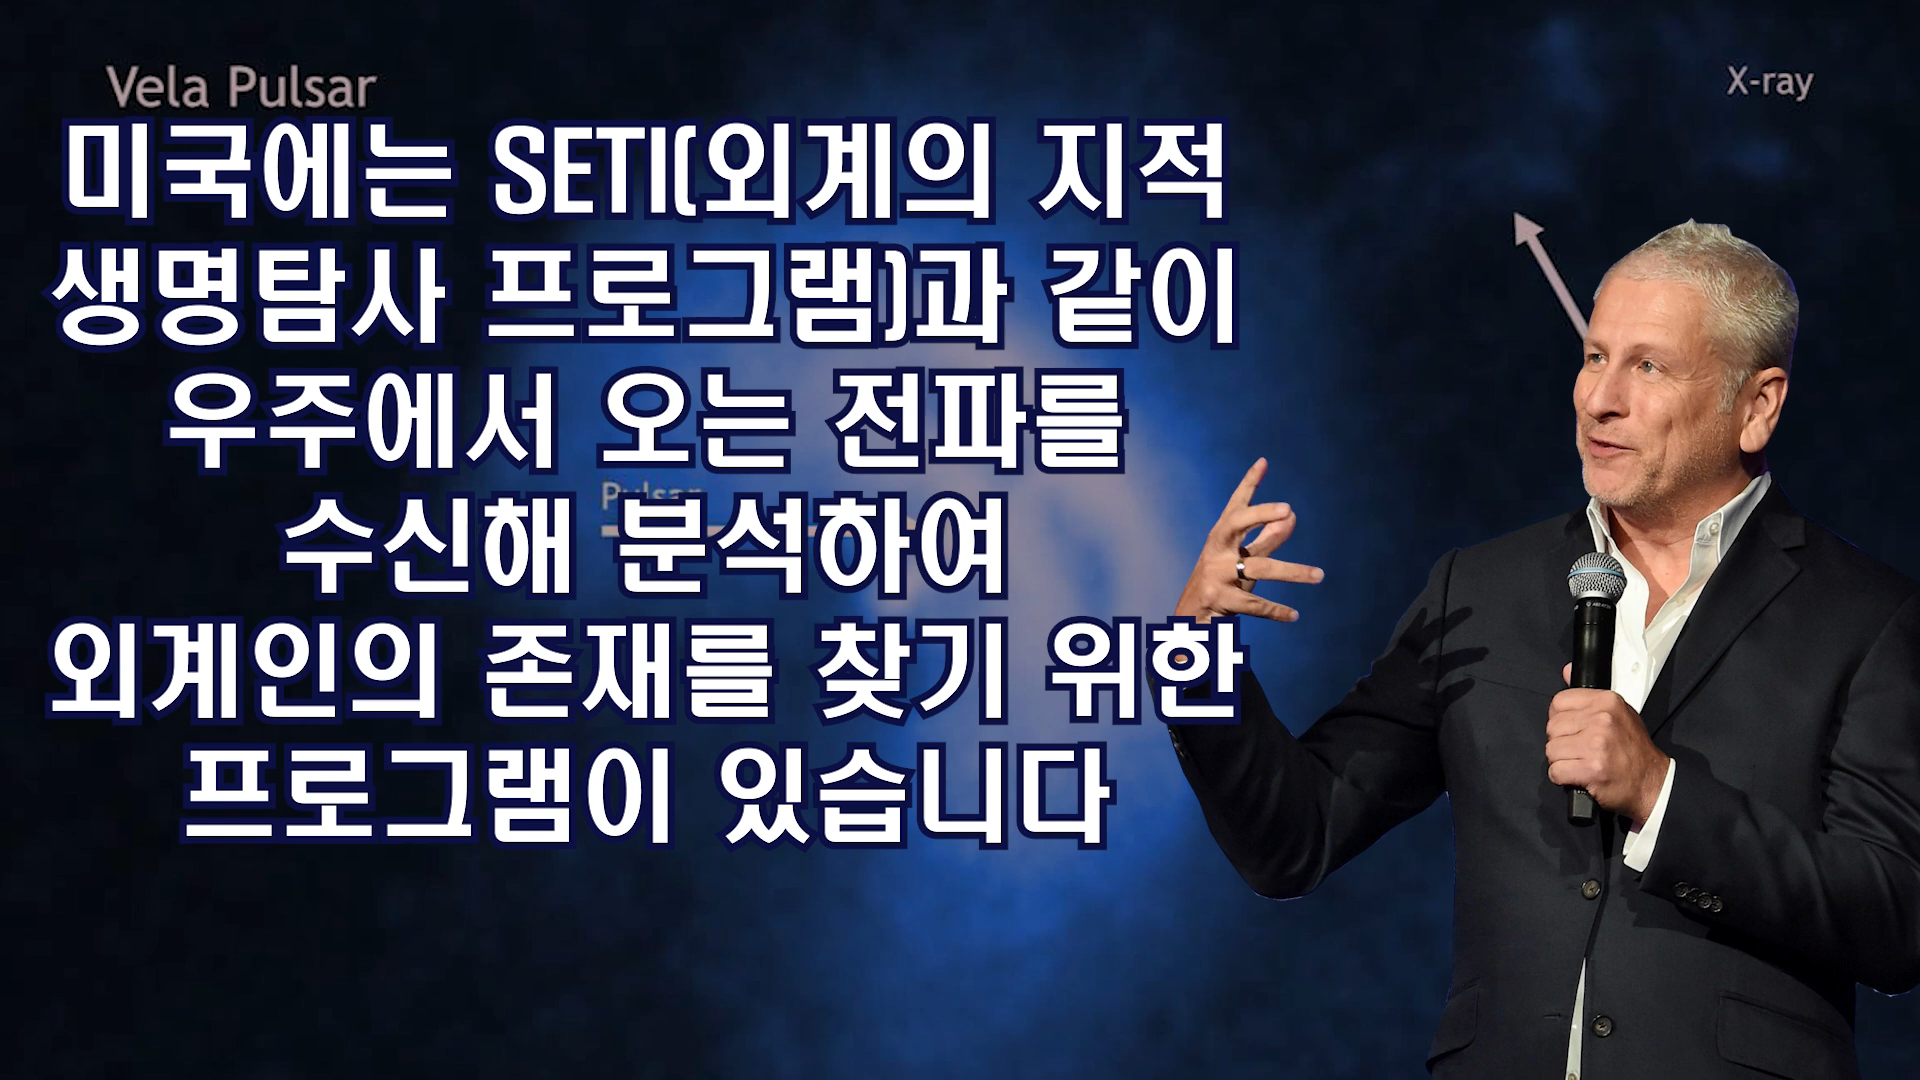 Vela Pulsar
X-ray
미국에는 SETI(외계의 지적
생명탐사 프로그램)과 같이
우주에서 오는 전파를
Pulsar
수신해 분석하여
외계인의 존재를 찾기 위한
프로그램이 있습니다